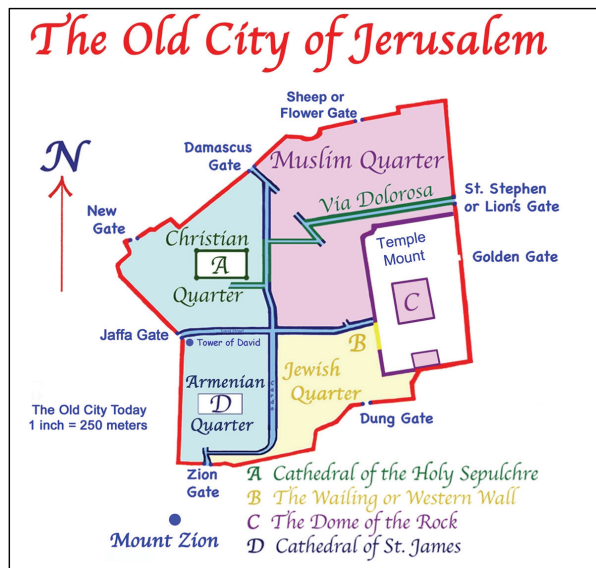 The Old City of Jerusalem
Sheep or
Flower Gate
N
Damascus
Gate
Muslim Quarter
Via Dolorosa
St. Stephen
or Lion's Gate
New
Gate
Christian
A
Quarter
Temple
Mount
Golden Gate
C
Jaffa Gate
Tower of David
B
Armenian
D
Quarter
Jewish
Quarter
The Old City Today
1 inch = 250 meters
Dung Gate
Zion
Gate
Mount Zion
A Cathedral of the Holy Sepulchre
B The Wailing or Western Wall
C The Dome of the Rock
D Cathedral of St. James